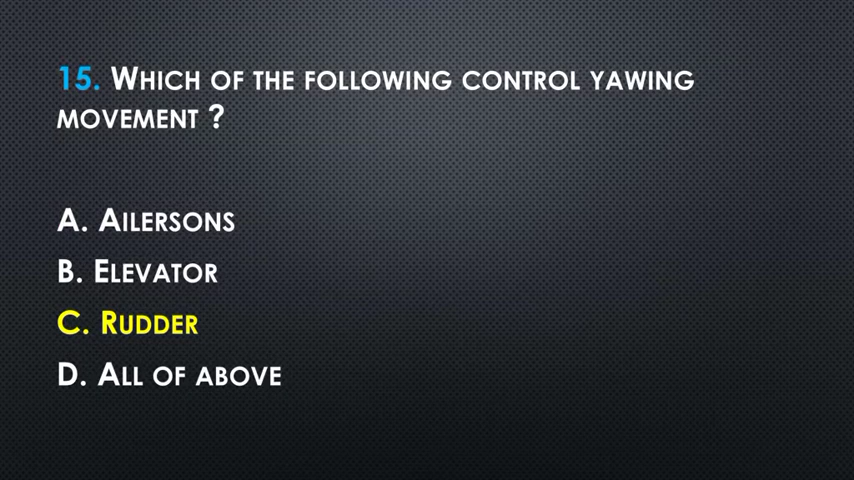 15. Which of the following control yawing
movement ?
A. Ailersons
B. Elevator
C. Rudder
D. All of above